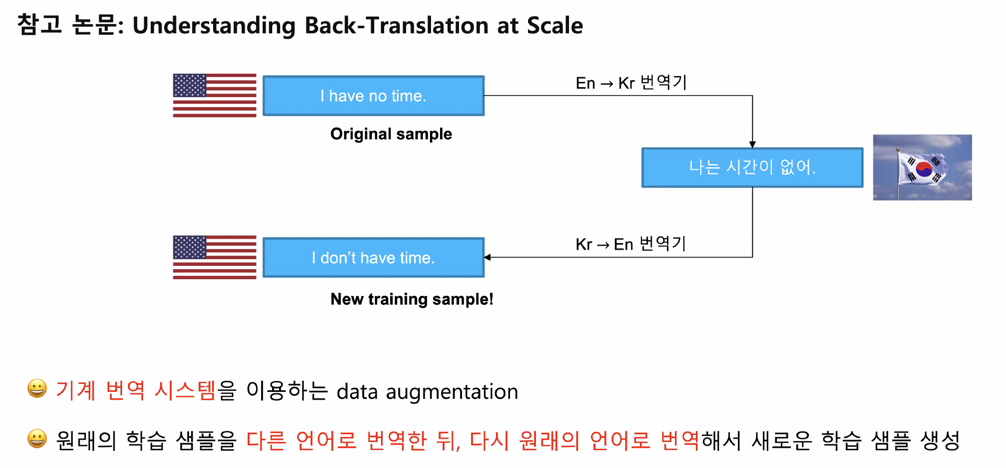 참고 논문: Understanding Back-Translation at Scale
I have no time.
En → Kr 번역기
Original sample
나는 시간이 없어.
Kr → En 번역기
I don't have time.
New training sample!
😀 기계 번역 시스템을 이용하는 data augmentation
😀 원래의 학습 샘플을 다른 언어로 번역한 뒤, 다시 원래의 언어로 번역해서 새로운 학습 샘플 생성